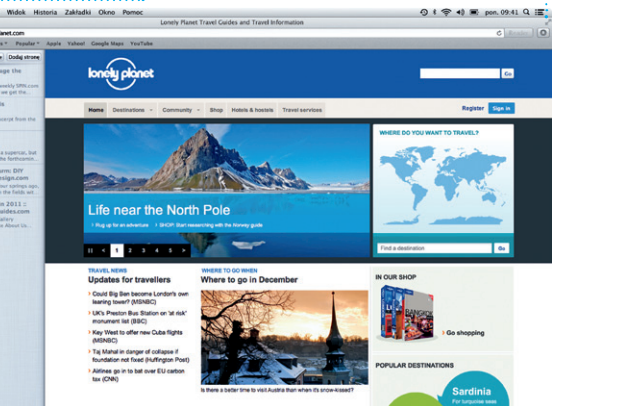 Widok Historia Zakładki Okno Pomoc
pon. 09:41
Lonely Planet Travel Guides and Travel Information
anet.com
Popular Apple Yahoo! Google Maps YouTube
Dodaj stronę
lonely planet
Go
Home Destinations Community Shop Hotels & hostels Travel services
Register Sign in
WHERE DO YOU WANT TO TRAVEL?
Life near the North Pole
› Rug up for an adventure › SHOP: Start researching with the Norway guide
1 2 3 4 5
Find a destination Go
TRAVEL NEWS
Updates for travellers
› Could Big Ben become London's own
leaning tower? (MSNBC)
› UK's Preston Bus Station on 'at risk'
monument list (BBC)
› Key West to offer new Cuba flights
(MSNBC)
› Taj Mahal in danger of collapse if
foundation not fixed (Huffington Post)
› Airlines go in to bat over EU carbon
tax (CNN)
WHERE TO GO WHEN
Where to go in December
Is there a better time to visit Austria than when it's snow-kissed?
IN OUR SHOP
BANGKOK
› Go shopping
POPULAR DESTINATIONS
Sardinia
For turquoise seas